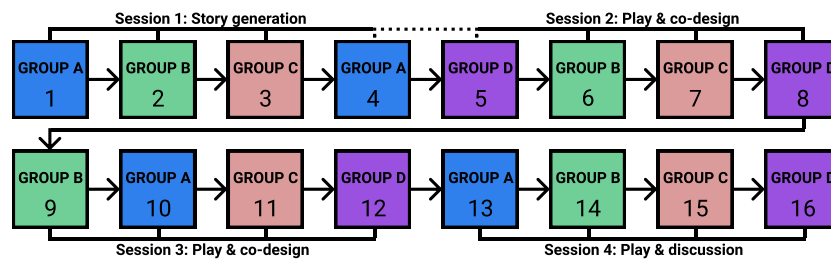 Session 1: Story generation
Session 2: Play & co-design
GROUP A
1
GROUP B
2
GROUP C
3
GROUP A
4
GROUP D
5
GROUP B
6
GROUP C
7
GROUP D
8
GROUP B
9
GROUP A
10
GROUP C
11
GROUP D
12
GROUP A
13
GROUP B
14
GROUP C
15
GROUP D
16
Session 3: Play & co-design
Session 4: Play & discussion